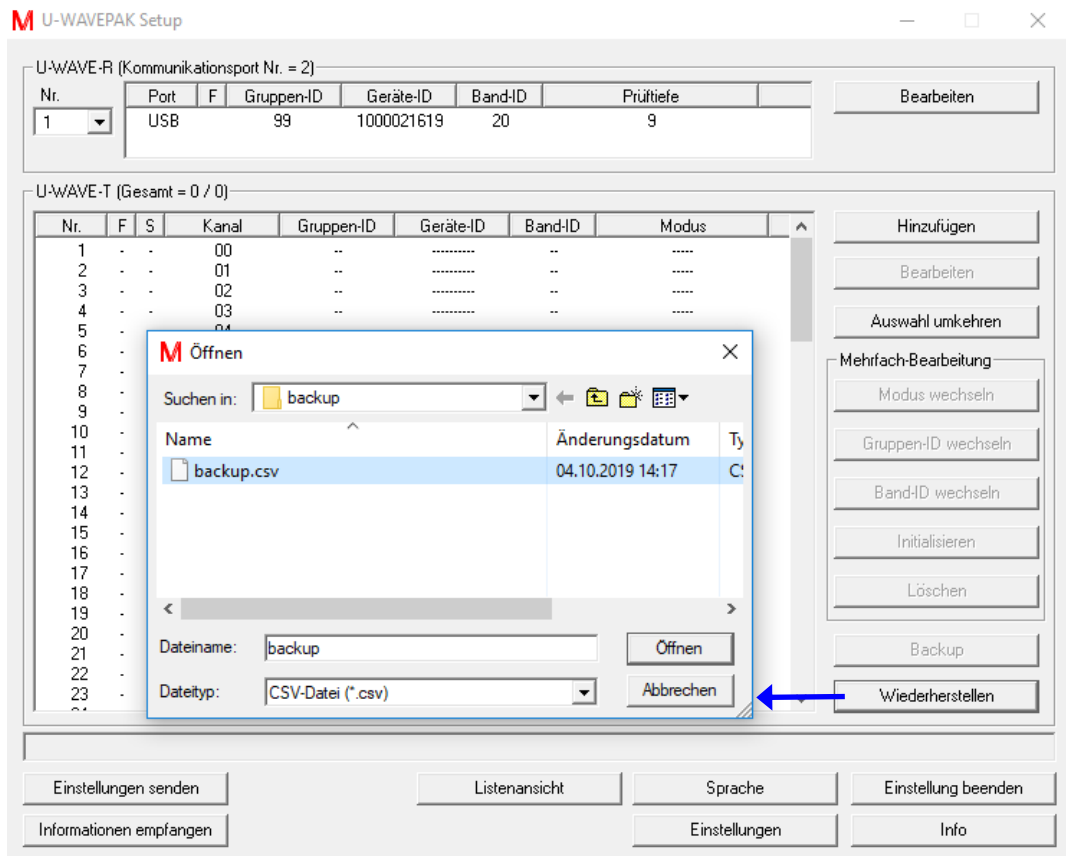 U-WAVEPAK Setup
U-WAVE-R (Kommunikationsport Nr. = 2)
Nr. Port F Gruppen-ID Geräte-ID Band-ID Prüftiefe Bearbeiten
1 USB 99 1000021619 20 9
U-WAVE-T (Gesamt = 0 / 0)
Nr. F S Kanal Gruppen-ID Geräte-ID Band-ID Modus Hinzufügen
1 - - 00 -- ---------- -- -----
2 - - 01 -- ---------- -- ----- Bearbeiten
3 - - 02 -- ---------- -- -----
4 - - 03 -- ---------- -- ----- Auswahl umkehren
5 -
6 - Öffnen Mehrfach-Bearbeitung
7 -
8 - Suchen in: backup Modus wechseln
9 -
10 - Name Änderungsdatum
11 - Gruppen-ID wechseln
12 - backup.csv 04.10.2019 14:17
13 - Band-ID wechseln
14 -
15 -
16 - Initialisieren
17 -
18 - Löschen
19 -
20 -
21 - Dateiname: backup Öffnen Backup
22 -
23 - Dateityp: CSV-Datei (*.csv) Abbrechen Wiederherstellen
Einstellungen senden Listenansicht Sprache Einstellung beenden
Informationen empfangen Einstellungen Info